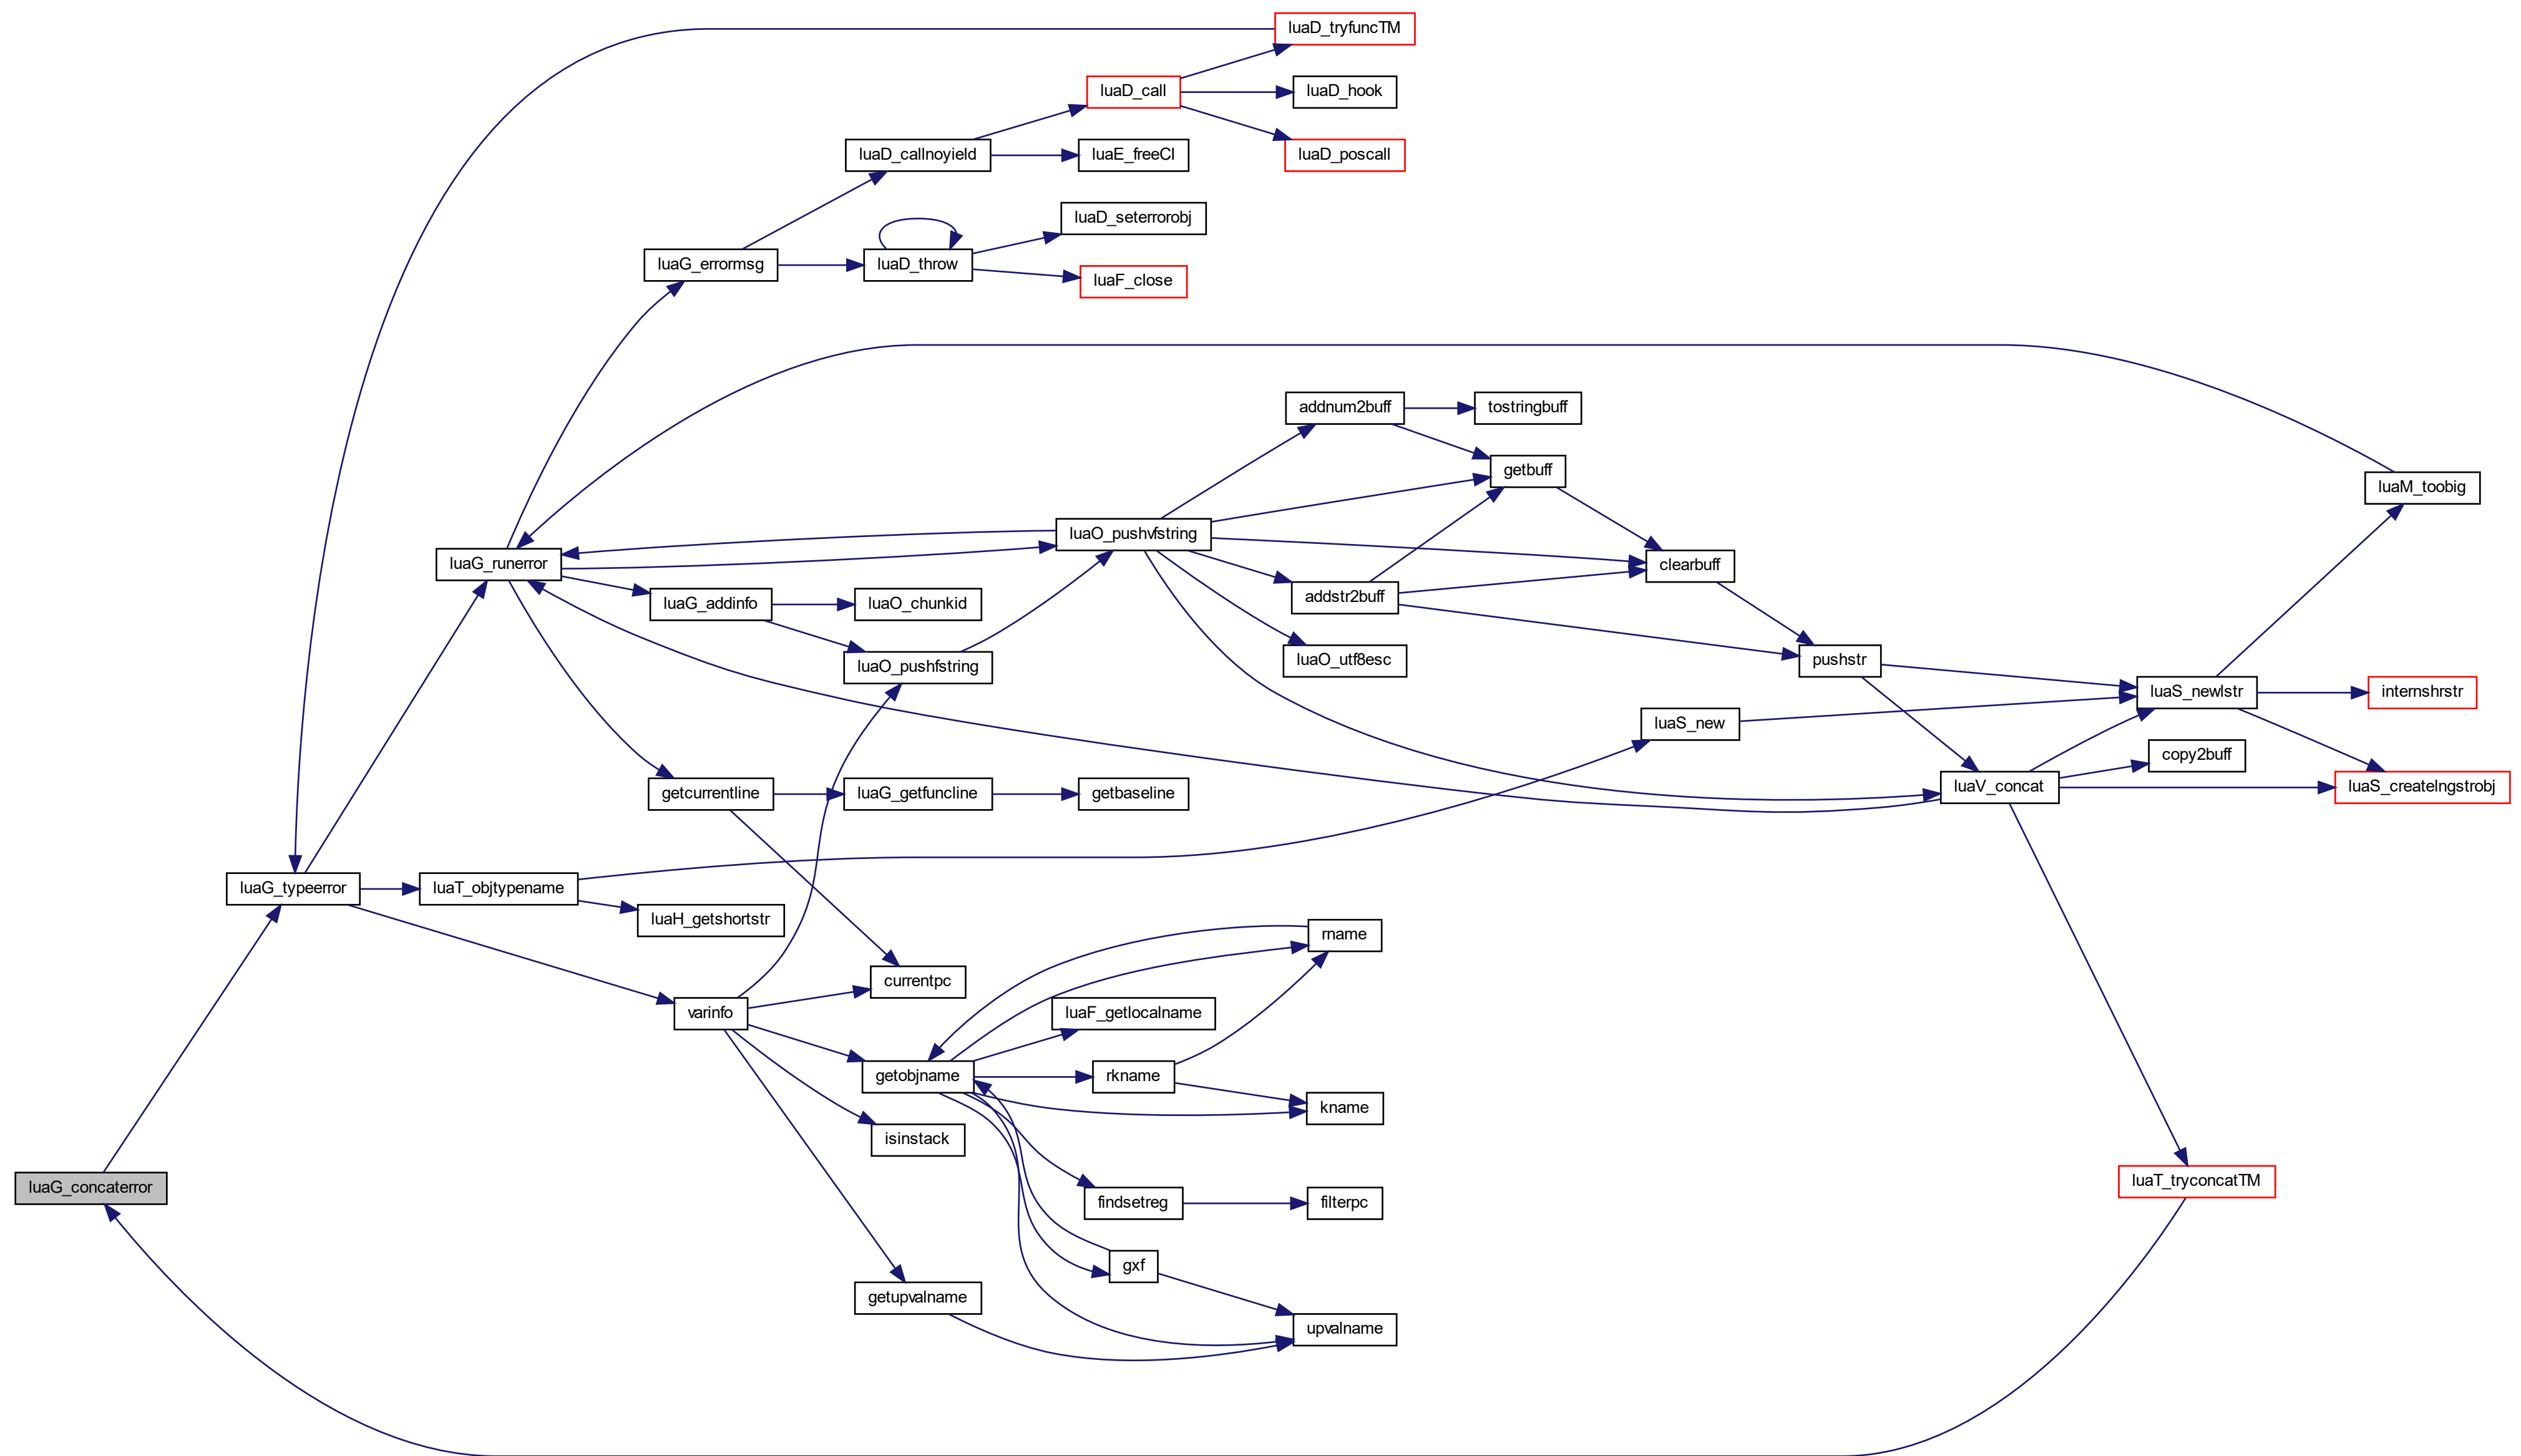 luaD_tryfuncTM
luaD_call
luaD_hook
luaD_callnoyield
luaE_freeCI
luaD_poscall
luaD_seterrorobj
luaG_errormsg
luaD_throw
luaF_close
addnum2buff
tostringbuff
getbuff
luaM_toobig
luaO_pushvfstring
luaG_runerror
clearbuff
luaG_addinfo
luaO_chunkid
addstr2buff
luaO_pushfstring
luaO_utf8esc
pushstr
luaS_newlstr
internshrstr
luaS_new
copy2buff
getcurrentline
luaG_getfuncline
getbaseline
luaV_concat
luaS_createlngstrobj
luaG_typeerror
luaT_objtypename
luaH_getshortstr
rname
currentpc
varinfo
luaF_getlocalname
getobjname
rkname
kname
isinstack
luaG_concaterror
luaT_tryconcatTM
findsetreg
filterpc
gxf
getupvalname
upvalname